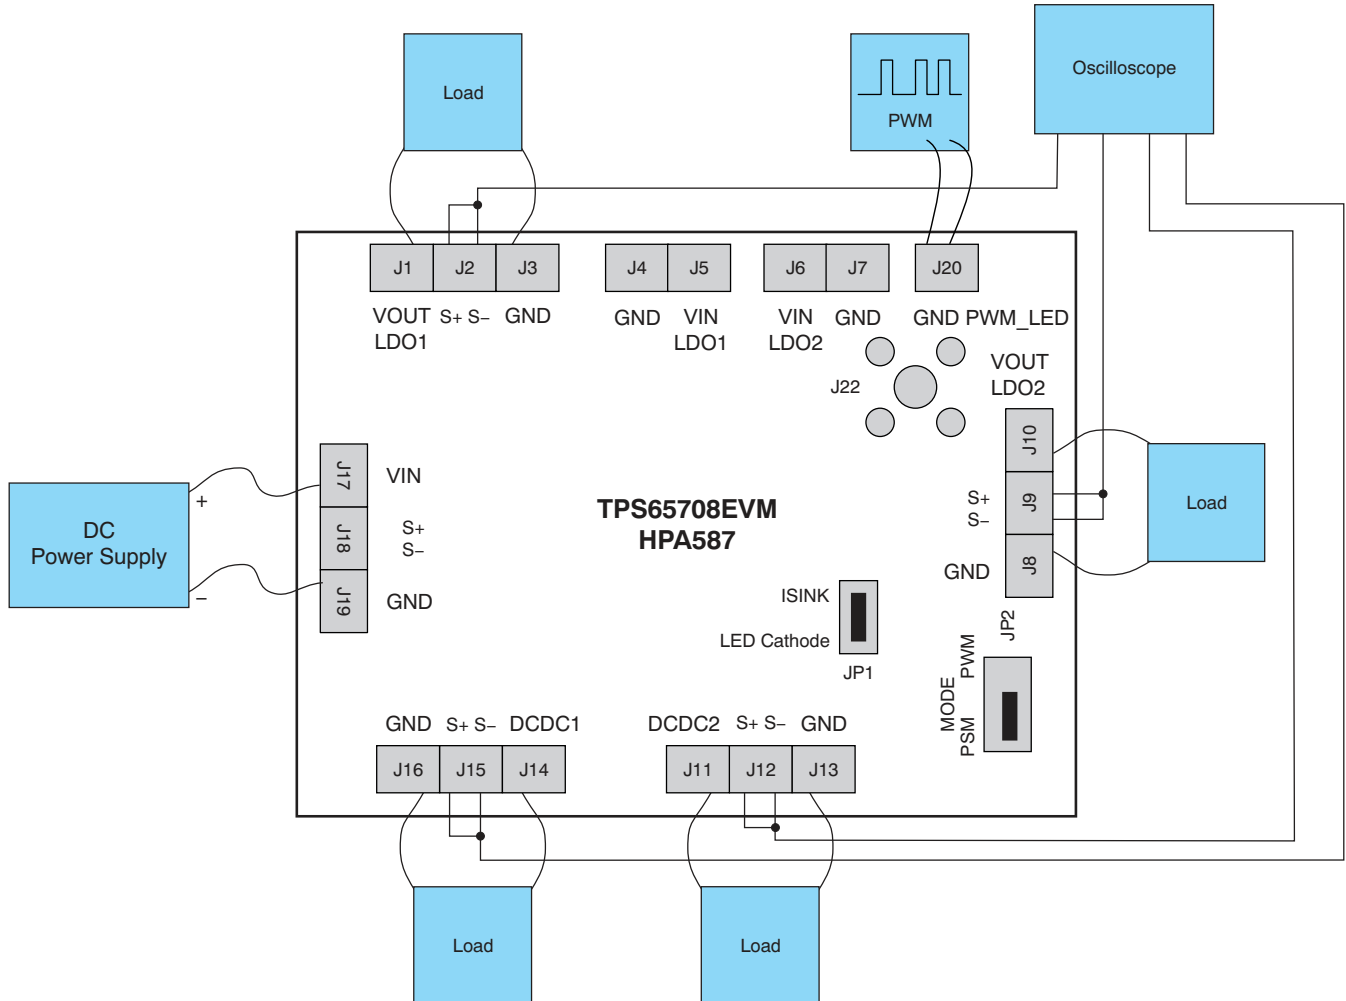 Load
PWM
Oscilloscope
J1 J2 J3 J4 J5 J6 J7 J20
VOUT S+ S− GND GND VIN VIN GND GND PWM_LED
LDO1 LDO1 LDO2
J22
VOUT
LDO2
J10
J9
J8
S+
S−
GND
Load
DC
Power Supply
+
−
J17
J18
J19
VIN
S+
S−
GND
TPS65708EVM
HPA587
ISINK
LED Cathode
JP1
JP2
MODE
PSM PWM
GND S+ S− DCDC1
J16 J15 J14
DCDC2 S+ S− GND
J11 J12 J13
Load
Load